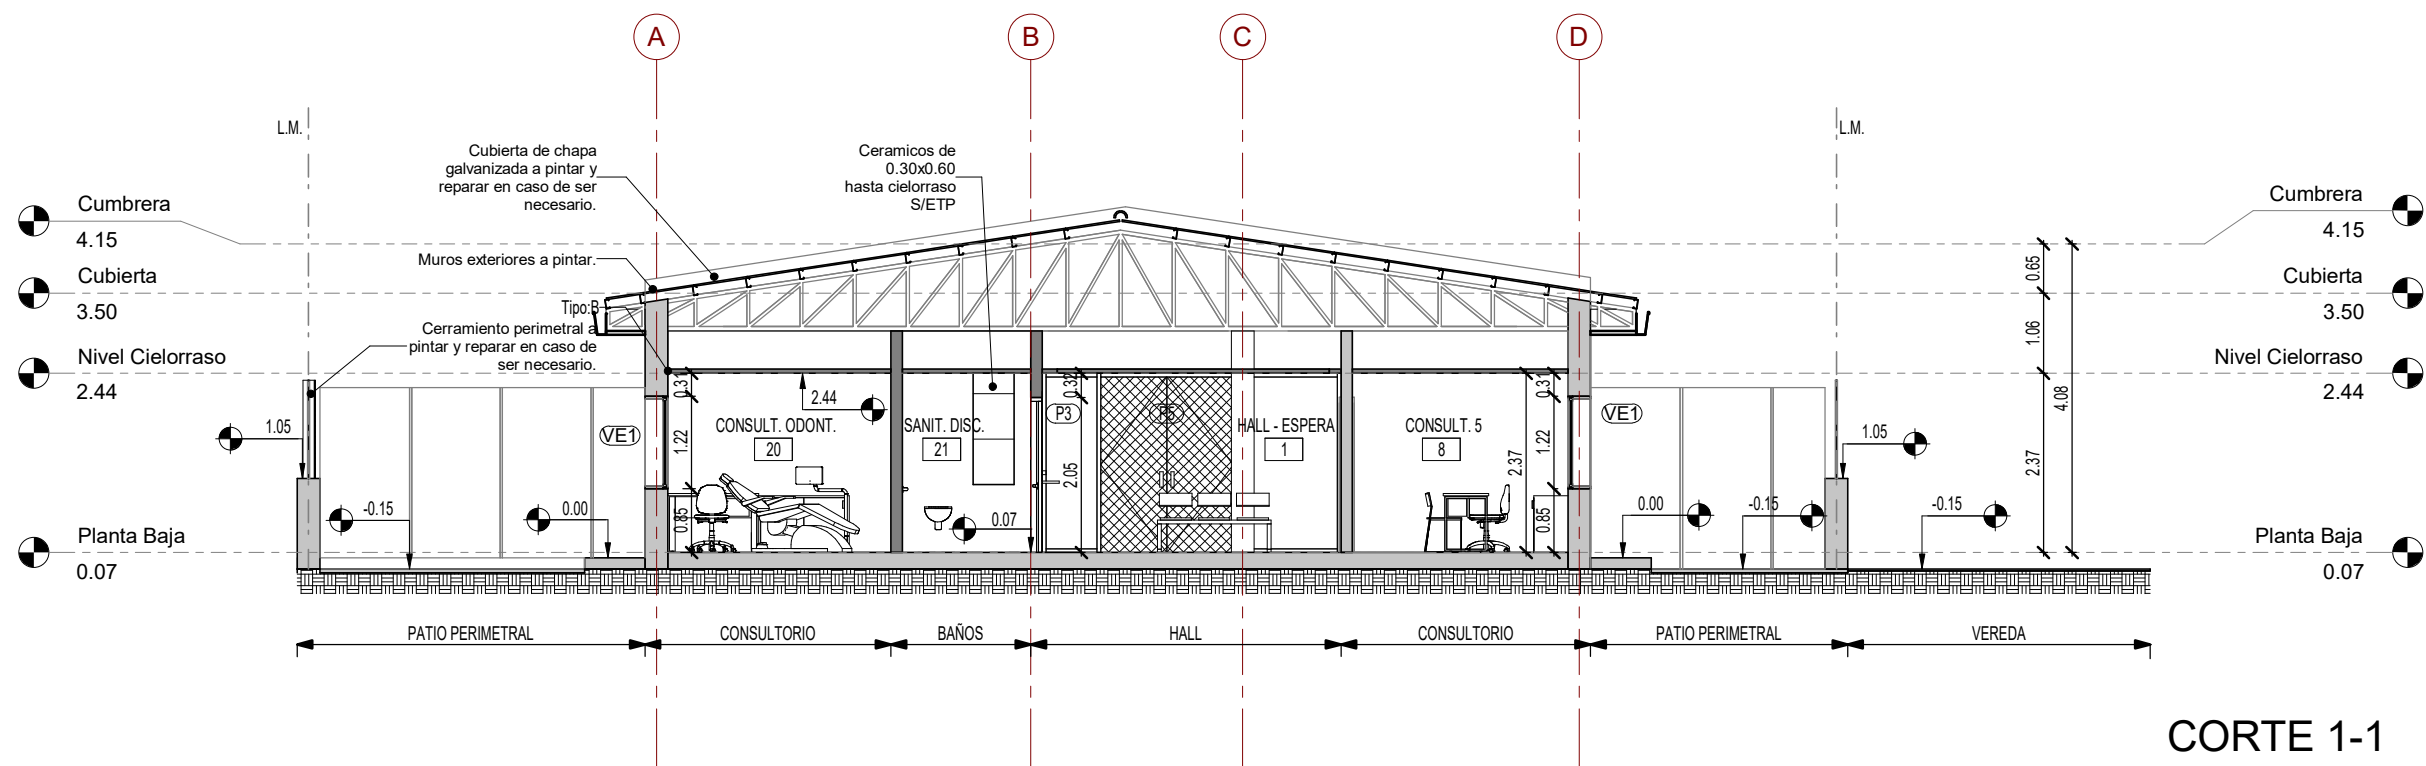 A
B
C
D
L.M.
L.M.
Cubierta de chapa
galvanizada a pintar y
reparar en caso de ser
necesario.
Ceramicos de
0.30x0.60
hasta cielorraso
S/ETP
Cumbrera
4.15
Cumbrera
4.15
Muros exteriores a pintar.
0.65
Cubierta
3.50
Cubierta
3.50
Tipo:B
Cerramiento perimetral a
pintar y reparar en caso de
ser necesario.
1.06
Nivel Cielorraso
2.44
Nivel Cielorraso
2.44
0.31
2.44
0.32
0.31
4.08
P3
P5
VE1
VE1
1.05
1.05
CONSULT. ODONT.
20
SANIT. DISC.
21
HALL - ESPERA
1
CONSULT. 5
8
1.22
2.05
2.37
1.22
2.37
-0.15
0.00
0.85
0.07
0.85
0.00
-0.15
-0.15
Planta Baja
0.07
Planta Baja
0.07
PATIO PERIMETRAL
CONSULTORIO
BAÑOS
HALL
CONSULTORIO
PATIO PERIMETRAL
VEREDA
CORTE 1-1